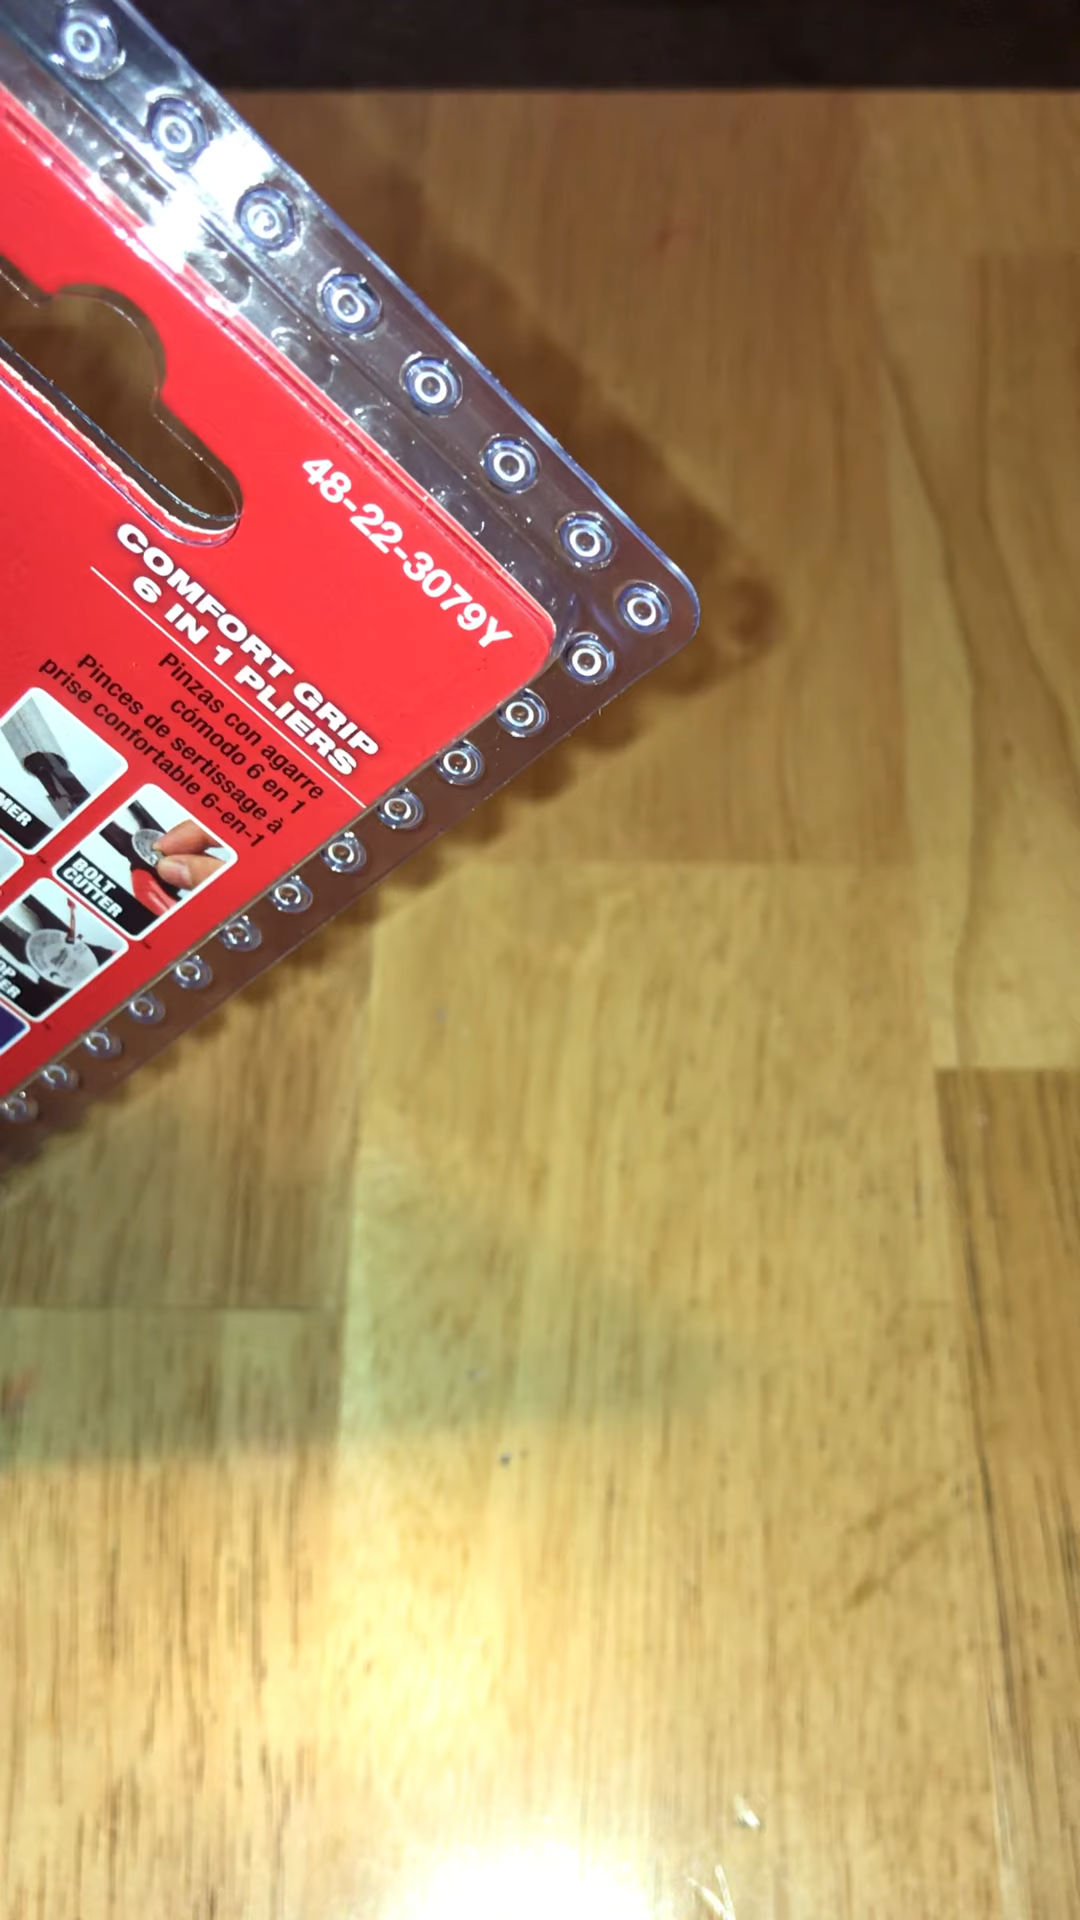 48-22-3079Y
COMFORT GRIP
6 IN 1 PLIERS
Pinzas con agarre
cómodo 6 en 1
Pinces de sertissage à
prise confortable 6-en-1
BOLT
CUTTER